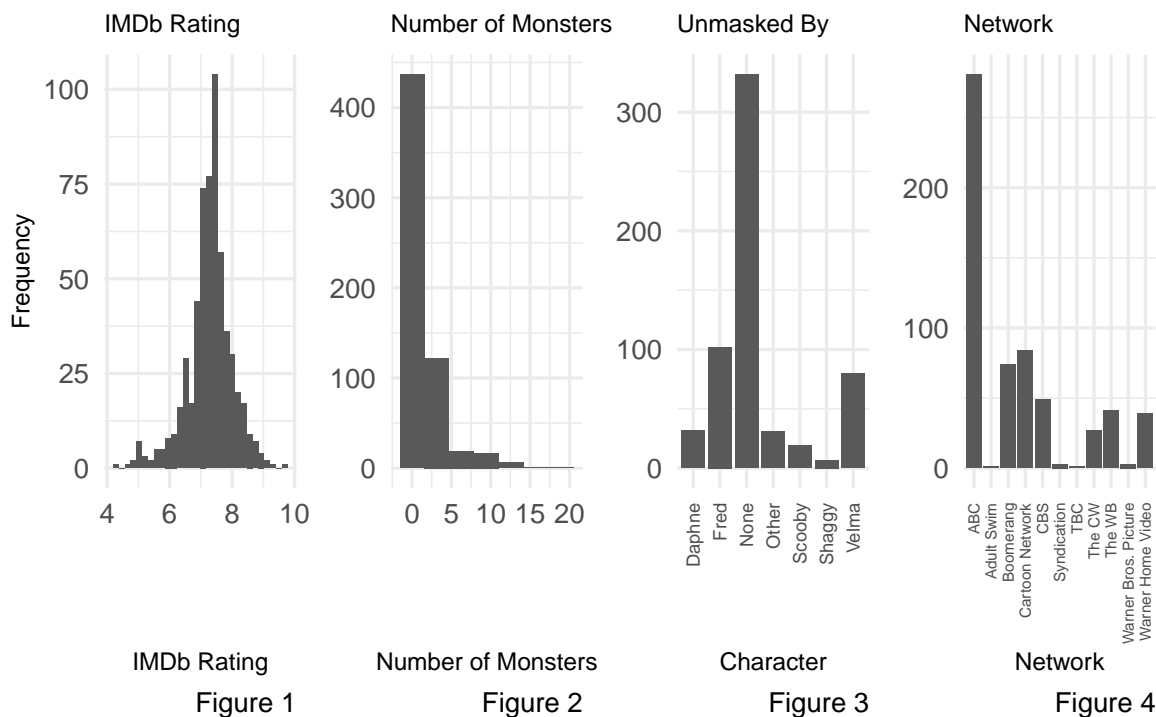 IMDb Rating
Number of Monsters
Unmasked By
Network
Frequency
100
75
50
25
0
4 6 8 10
IMDb Rating
Figure 1
400
300
200
100
0
0 5 10 15 20
Number of Monsters
Figure 2
300
200
100
0
Daphne
Fred
None
Other
Scooby
Shaggy
Velma
Character
Figure 3
200
100
0
ABC
Adult Swim
Boomerang
Cartoon Network
CBS
Syndication
TBC
The CW
The WB
Warner Bros. Picture
Warner Home Video
Network
Figure 4